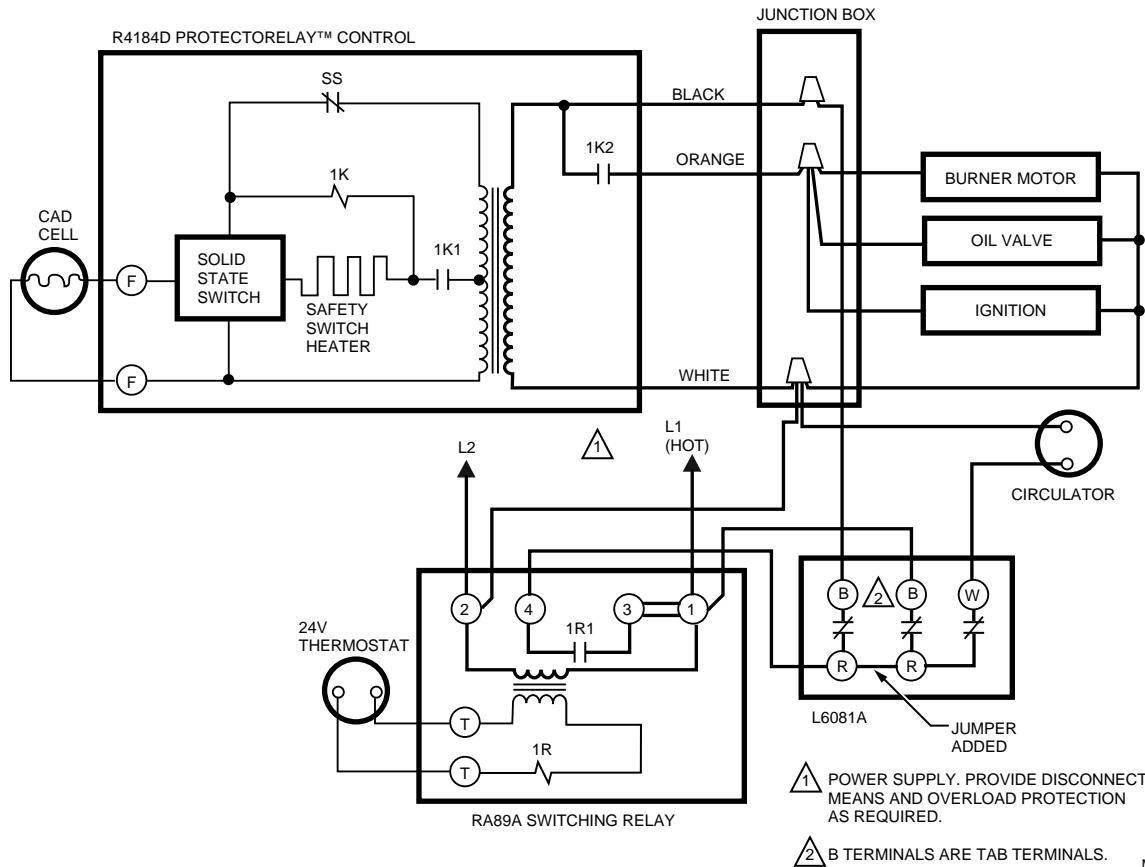 JUNCTION BOX
R4184D PROTECTORELAY™ CONTROL
SS
BLACK
1K2
ORANGE
1K
BURNER MOTOR
CAD
CELL
1K1
SOLID
STATE
SWITCH
OIL VALVE
F
SAFETY
SWITCH
HEATER
IGNITION
F
WHITE
L2
1
L1
(HOT)
CIRCULATOR
2
4
3
1
B
2
B
W
24V
THERMOSTAT
1R1
R
R
L6081A
T
JUMPER
ADDED
1R
T
RA89A SWITCHING RELAY
1 POWER SUPPLY. PROVIDE DISCONNECT
MEANS AND OVERLOAD PROTECTION
AS REQUIRED.
2 B TERMINALS ARE TAB TERMINALS.